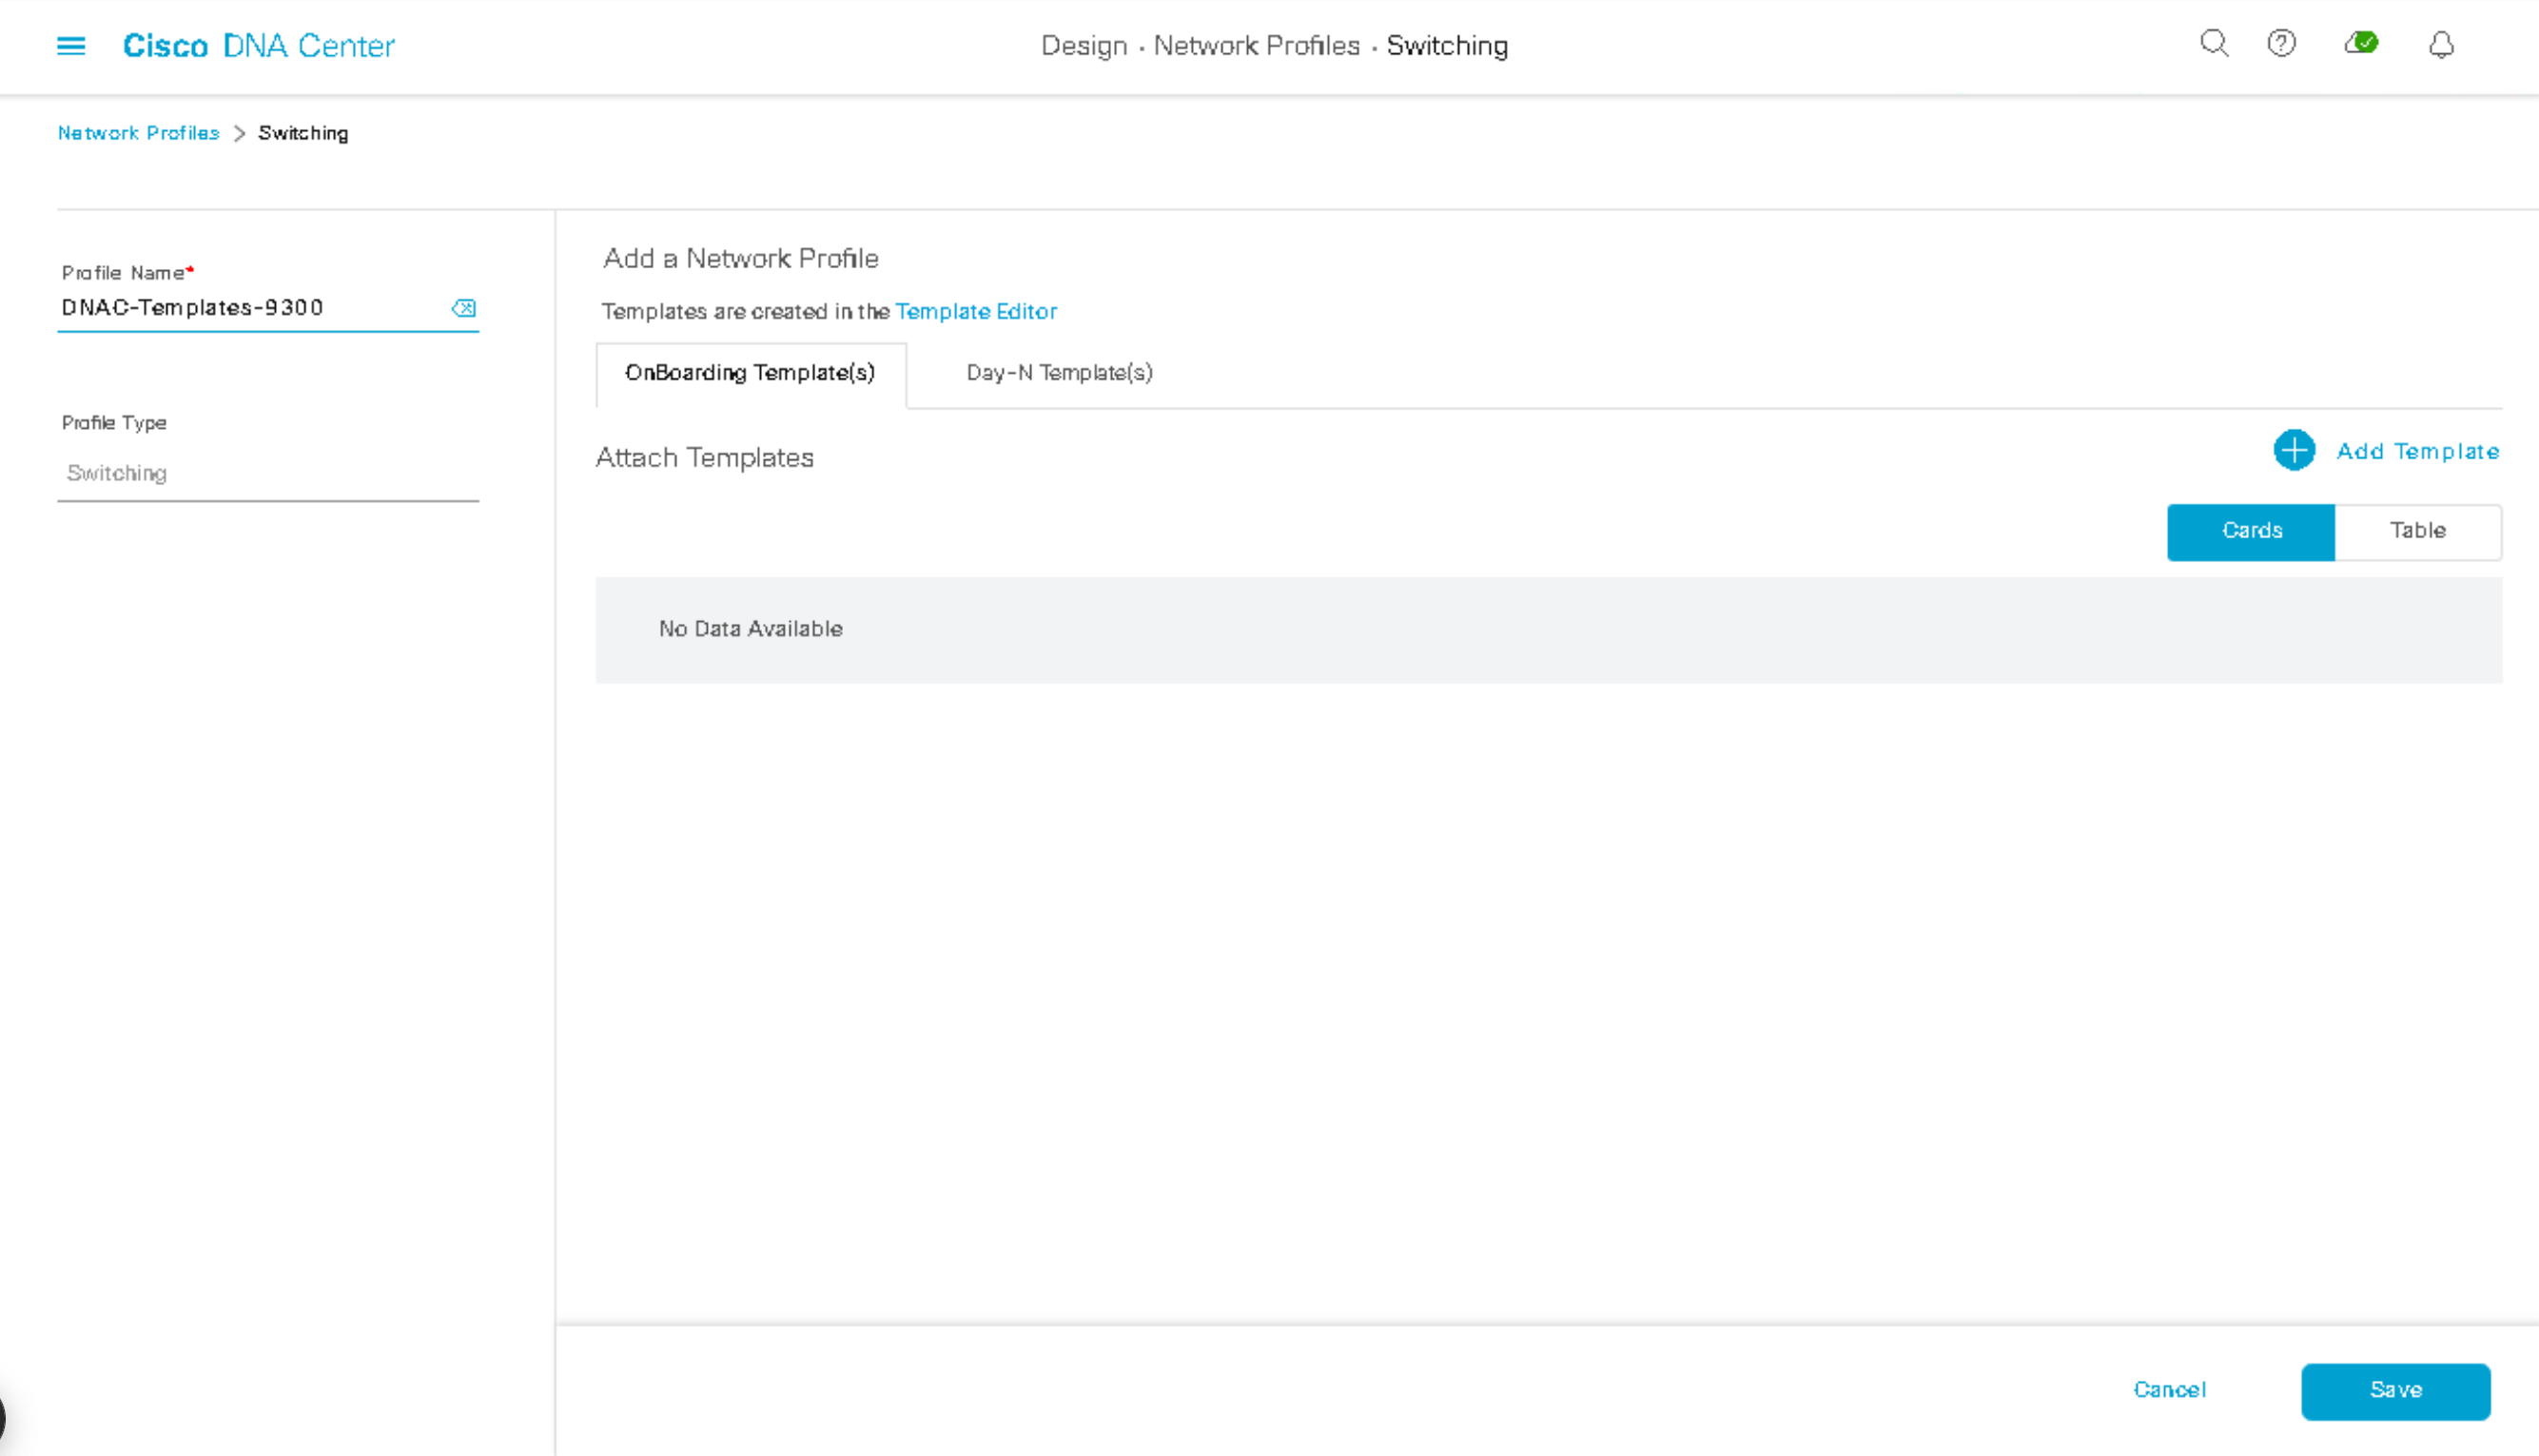 Cisco DNA Center
Design · Network Profiles · Switching
Network Profiles > Switching
Profile Name*
DNAC-Templates-9300
Profile Type
Switching
Add a Network Profile
Templates are created in the Template Editor
OnBoarding Template(s)
Day-N Template(s)
Attach Templates
Add Template
Cards
Table
No Data Available
Cancel
Save